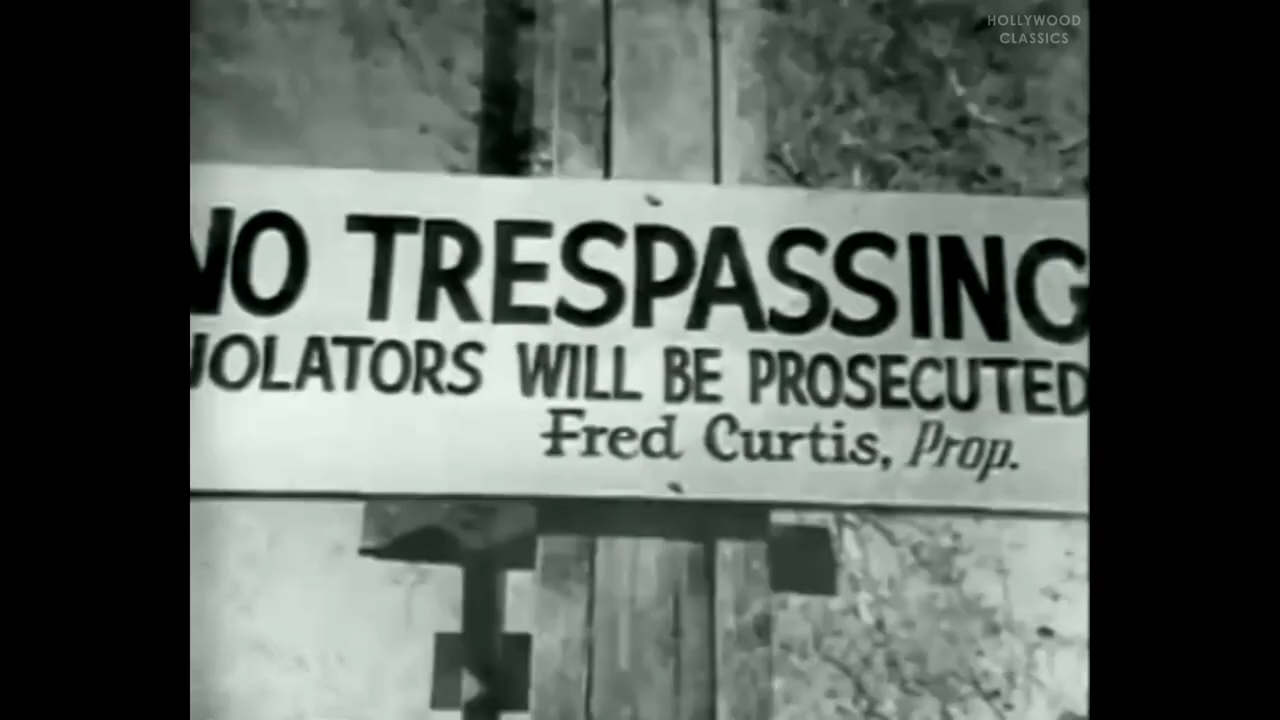 HOLLYWOOD
CLASSICS
NO TRESPASSING
VIOLATORS WILL BE PROSECUTED
Fred Curtis, Prop.